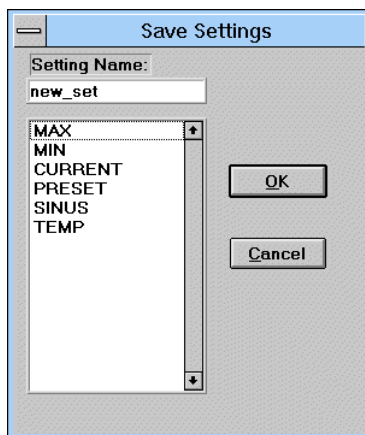 Save Settings
Setting Name:
new_set
MAX
MIN
CURRENT
PRESET
SINUS
TEMP
OK
Cancel